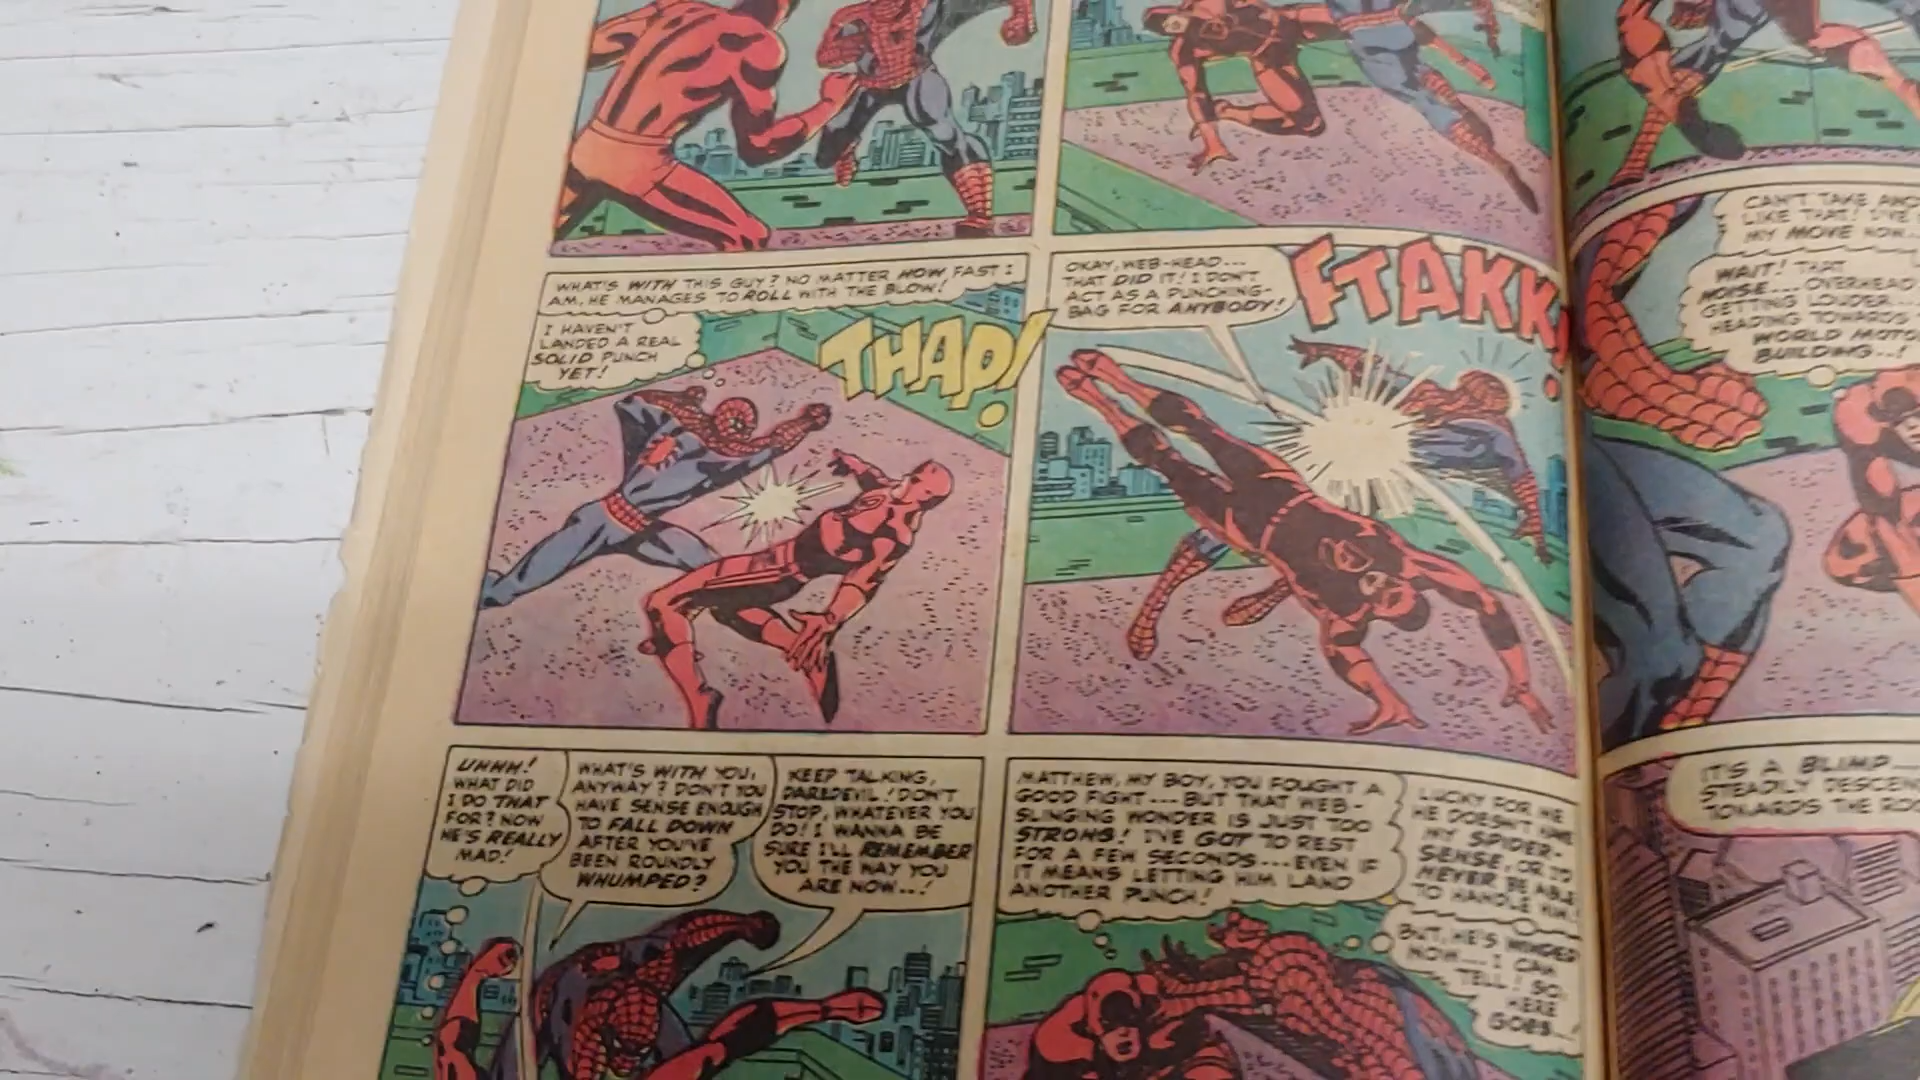 WHAT'S WITH THIS GUY? NO MATTER HOW FAST I
AM, HE MANAGES TO ROLL WITH THE BLOW!
I HAVEN'T
LANDED A REAL
SOLID PUNCH
YET!
THAP!
OKAY, WEB-HEAD...
THAT DID IT! I DON'T
ACT AS A PUNCHING-
BAG FOR ANYBODY!
FTAKK!
UHHH!
WHAT DID
I DO THAT
FOR? NOW
HE'S REALLY
MAD!
WHAT'S WITH YOU,
ANYWAY? DON'T YOU
HAVE SENSE ENOUGH
TO FALL DOWN
AFTER YOU'VE
BEEN ROUNDLY
WHUMPED?
KEEP TALKING,
DAREDEVIL! DON'T
STOP, WHATEVER YOU
DO! I WANNA BE
SURE I'LL REMEMBER
YOU THE WAY YOU
ARE NOW...!
MATTHEW, MY BOY, YOU FOUGHT A
GOOD FIGHT---BUT THAT WEB-
SLINGING WONDER IS JUST TOO
STRONG! I'VE GOT TO REST
FOR A FEW SECONDS---EVEN IF
IT MEANS LETTING HIM LAND
ANOTHER PUNCH!
LUCKY FOR ME
HE DOESN'T HAVE
MY SPIDER-
SENSE, OR I'D
NEVER BE ABLE
TO HANDLE HIM!
BUT, HE'S WINDED
NOW---I CAN
TELL! SO,
HERE
GOES..!
CAN'T TAKE
LIKE THAT! I'VE
MY MOVE NOW...
WAIT! THAT
NOISE... OVERHEAD
GETTING LOUDER...
HEADING TOWARDS
WORLD
BUILDING..!
IT'S A BLIMP--
STEADILY
TOWARDS THE